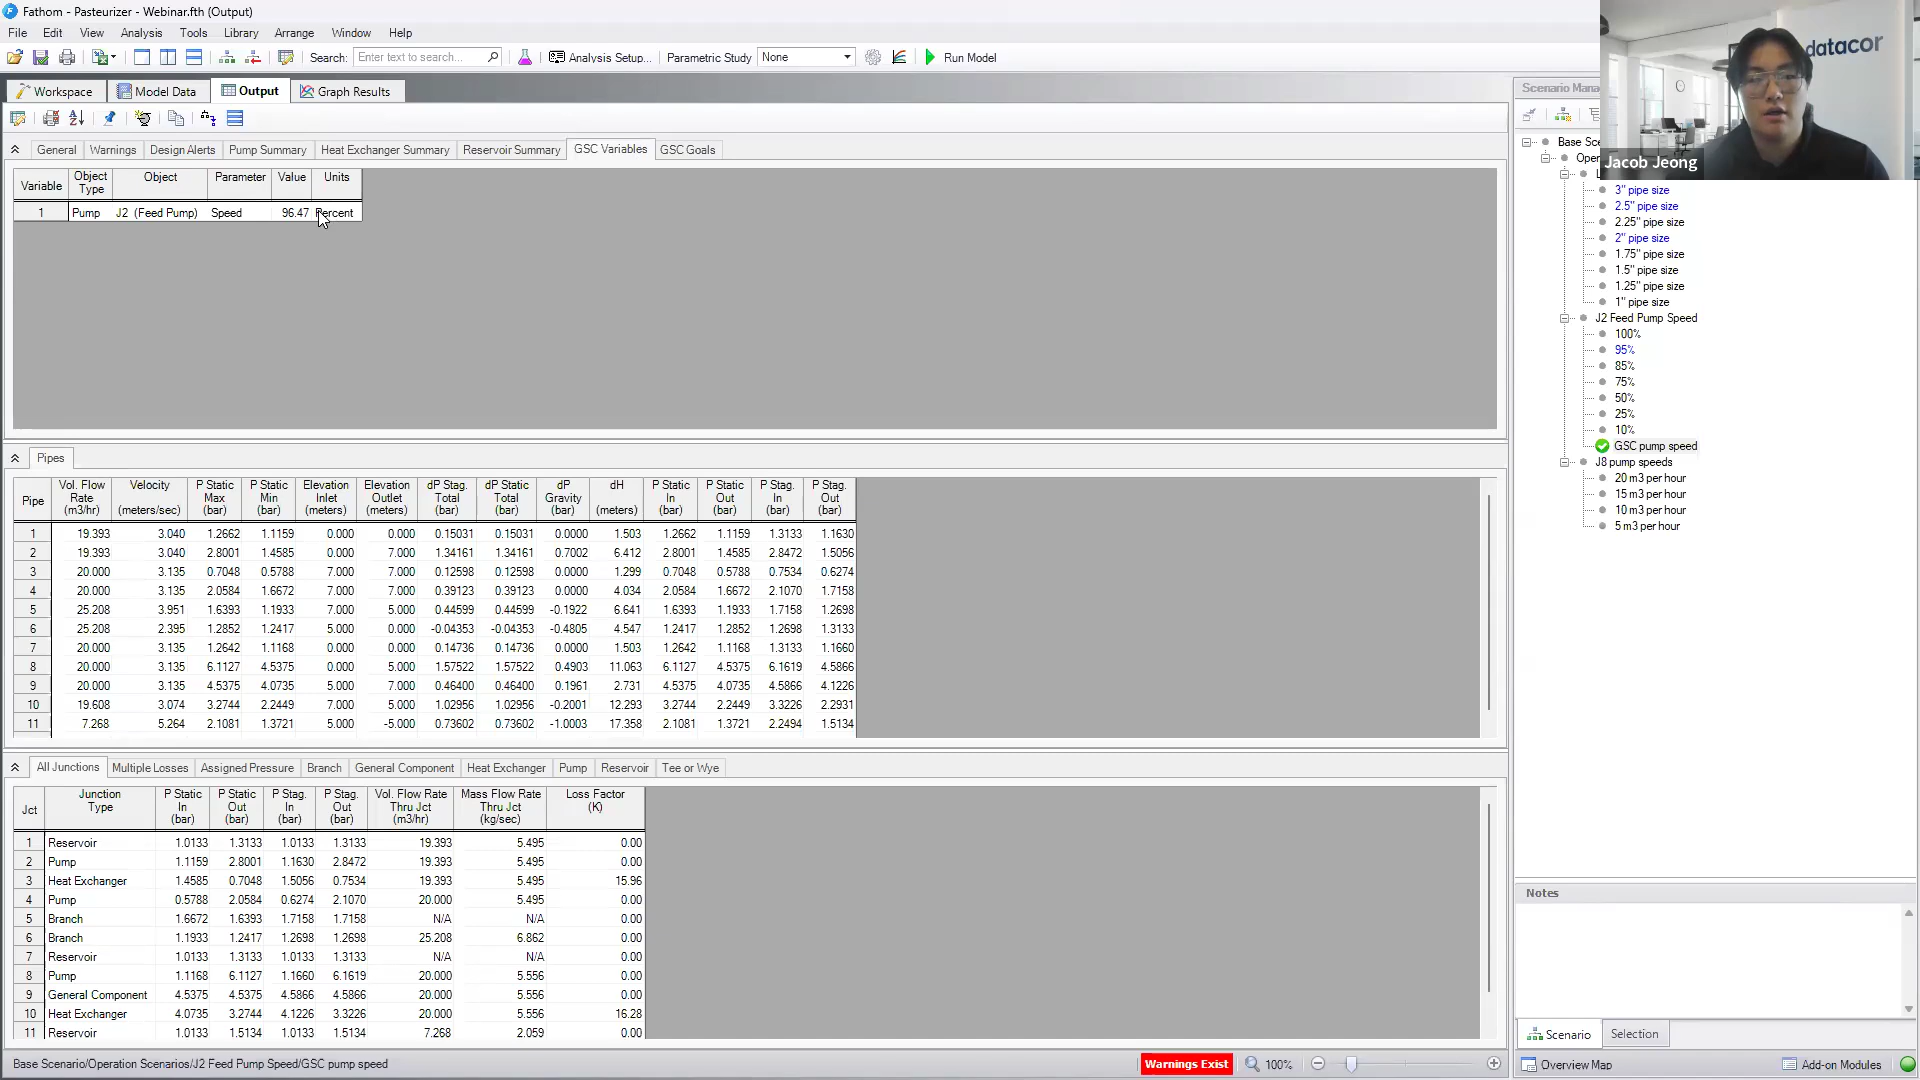 Fathom - Pasteurizer - Webinar.fth (Output)
File Edit View Analysis Tools Library Arrange Window Help
Search: Enter text to search... Analysis Setup... Parametric Study None Run Model
Workspace Model Data Output Graph Results
General Warnings Design Alerts Pump Summary Heat Exchanger Summary Reservoir Summary GSC Variables GSC Goals
Variable Object Type Object Parameter Value Units
1 Pump J2 (Feed Pump) Speed 96.47 Percent
Pipes
Pipe Vol. Flow Rate (m3/hr) Velocity (meters/sec) P Static Max (bar) P Static Min (bar) Elevation Inlet (meters) Elevation Outlet (meters) dP Stag. Total (bar) dP Static Total (bar) dP Gravity (bar) dH (meters) P Static In (bar) P Static Out (bar) P Stag. In (bar) P Stag. Out (bar)
1 19.393 3.040 1.2662 1.1159 0.000 0.000 0.15031 0.15031 0.0000 1.503 1.2662 1.1159 1.3133 1.1630
2 19.393 3.040 2.8001 1.4585 0.000 7.000 1.34161 1.34161 0.7002 6.412 2.8001 1.4585 2.8472 1.5056
3 20.000 3.135 0.7048 0.5788 7.000 7.000 0.12598 0.12598 0.0000 1.299 0.7048 0.5788 0.7534 0.6274
4 20.000 3.135 2.0584 1.6672 7.000 7.000 0.39123 0.39123 0.0000 4.034 2.0584 1.6672 2.1070 1.7158
5 25.208 3.951 1.6393 1.1933 7.000 5.000 0.44599 0.44599 -0.1922 6.641 1.6393 1.1933 1.7158 1.2698
6 25.208 2.395 1.2852 1.2417 5.000 0.000 -0.04353 -0.04353 -0.4805 4.547 1.2417 1.2852 1.2698 1.3133
7 20.000 3.135 1.2642 1.1168 0.000 0.000 0.14736 0.14736 0.0000 1.503 1.2642 1.1168 1.3133 1.1660
8 20.000 3.135 6.1127 4.5375 0.000 5.000 1.57522 1.57522 0.4903 11.063 6.1127 4.5375 6.1619 4.5866
9 20.000 3.135 4.5375 4.0735 5.000 7.000 0.46400 0.46400 0.1961 2.731 4.5375 4.0735 4.5866 4.1226
10 19.608 3.074 3.2744 2.2449 7.000 5.000 1.02956 1.02956 -0.2001 12.293 3.2744 2.2449 3.3226 2.2931
11 7.268 5.264 2.1081 1.3721 5.000 -5.000 0.73602 0.73602 -1.0003 17.358 2.1081 1.3721 2.2494 1.5134
All Junctions Multiple Losses Assigned Pressure Branch General Component Heat Exchanger Pump Reservoir Tee or Wye
Jct Junction Type P Static In (bar) P Static Out (bar) P Stag. In (bar) P Stag. Out (bar) Vol. Flow Rate Thru Jct (m3/hr) Mass Flow Rate Thru Jct (kg/sec) Loss Factor (K)
1 Reservoir 1.0133 1.3133 1.0133 1.3133 19.393 5.495 0.00
2 Pump 1.1159 2.8001 1.1630 2.8472 19.393 5.495 0.00
3 Heat Exchanger 1.4585 0.7048 1.5056 0.7534 19.393 5.495 15.96
4 Pump 0.5788 2.0584 0.6274 2.1070 20.000 5.495 0.00
5 Branch 1.6672 1.6393 1.7158 1.7158 N/A N/A 0.00
6 Branch 1.1933 1.2417 1.2698 1.2698 25.208 6.862 0.00
7 Reservoir 1.0133 1.3133 1.0133 1.3133 N/A N/A 0.00
8 Pump 1.1168 6.1127 1.1660 6.1619 20.000 5.556 0.00
9 General Component 4.5375 4.5375 4.5866 4.5866 20.000 5.556 0.00
10 Heat Exchanger 4.0735 3.2744 4.1226 3.3226 20.000 5.556 16.28
11 Reservoir 1.0133 1.5134 1.0133 1.5134 7.268 2.059 0.00
Base Scenario/Operation Scenarios/J2 Feed Pump Speed/GSC pump speed
Warnings Exist 100%
Scenario Mana
Base Sce
Oper
3" pipe size
2.5" pipe size
2.25" pipe size
2" pipe size
1.75" pipe size
1.5" pipe size
1.25" pipe size
1" pipe size
J2 Feed Pump Speed
100%
95%
85%
75%
50%
25%
10%
GSC pump speed
J8 pump speeds
20 m3 per hour
15 m3 per hour
10 m3 per hour
5 m3 per hour
Notes
Scenario Selection
Overview Map Add-on Modules
datacor
Jacob Jeong